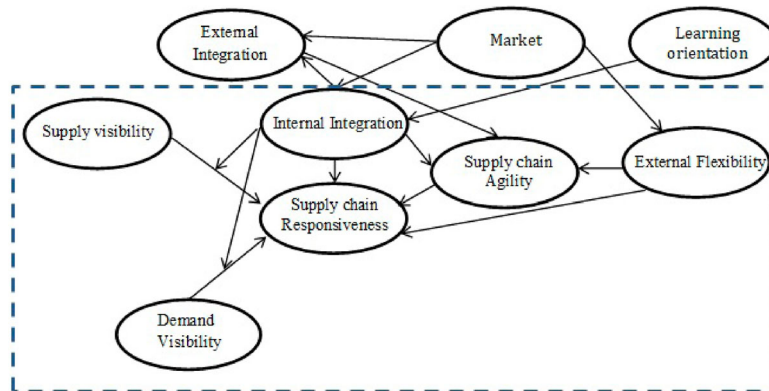 External
Integration
Market
Learning
orientation
Supply visibility
Internal Integration
Supply chain
Agility
External Flexibility
Supply chain
Responsiveness
Demand
Visibility